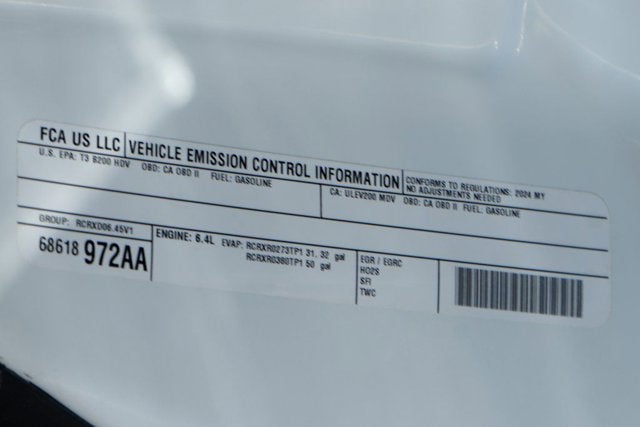 FCA US LLC
VEHICLE EMISSION CONTROL INFORMATION
CONFORMS TO REGULATIONS: 2024 MY
NO ADJUSTMENTS NEEDED
U.S. EPA: T3 B200 HDV OBD: CA OBD II FUEL: GASOLINE
CA: ULEV200 MDV OBD: CA OBD II FUEL: GASOLINE
GROUP: RCRXD06.45V1
68618 972AA
ENGINE: 6.4L EVAP: RCRXR0273TP1 31, 32 gal
RCRXR0380TP1 50 gal
EGR / EGRC
HO2S
SFI
TWC